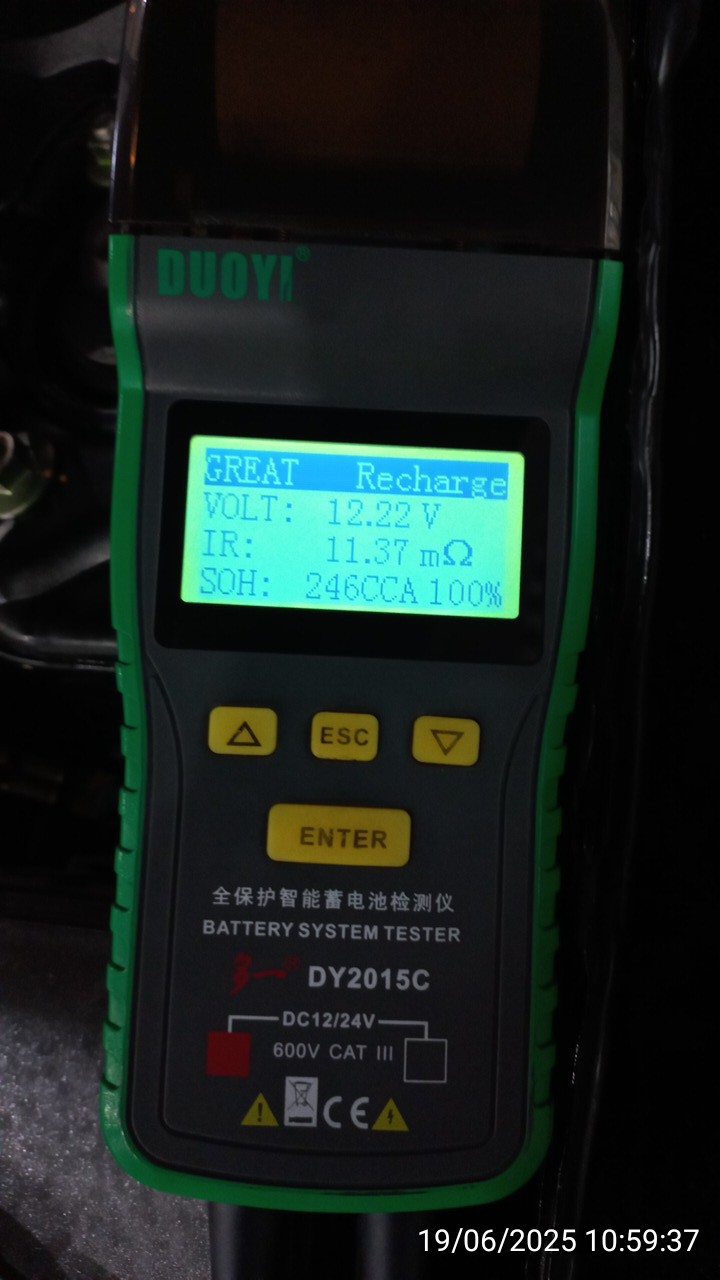 DUOYI®
GREAT Recharge
VOLT: 12.22 V
IR: 11.37 mΩ
SOH: 246CCA 100%
ESC
ENTER
全保护智能蓄电池检测仪
BATTERY SYSTEM TESTER
多一® DY2015C
DC12/24V
600V CAT III
CE
19/06/2025 10:59:37